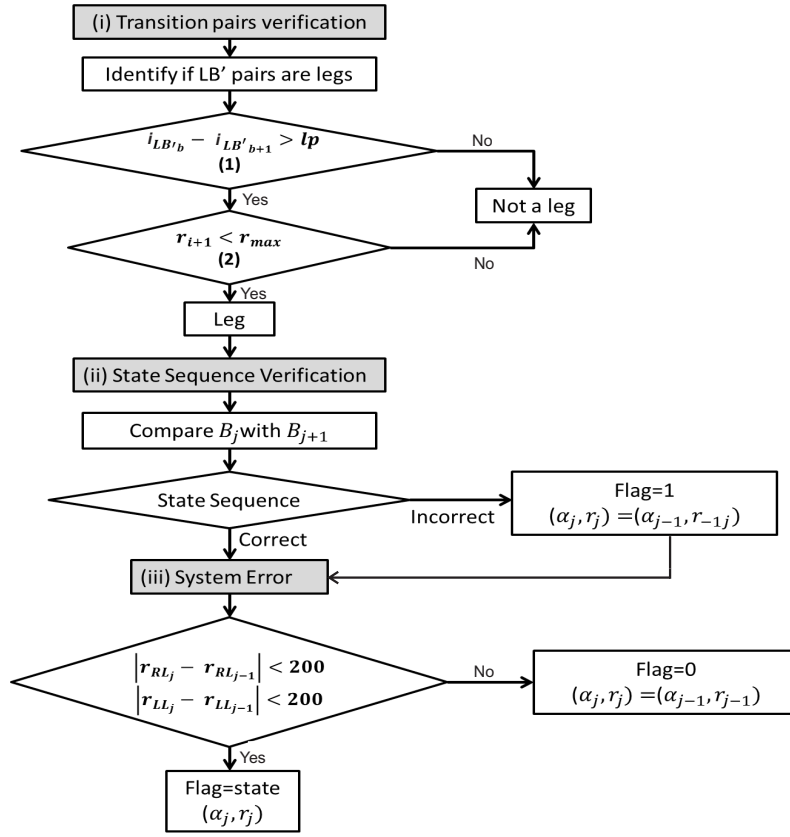 (i) Transition pairs verification
Identify if LB' pairs are legs
i_{LB'_b} − i_{LB'_{b+1}} > lp
(1)
No
Yes
Not a leg
r_{i+1} < r_{max}
(2)
No
Yes
Leg
(ii) State Sequence Verification
Compare B_j with B_{j+1}
State Sequence
Incorrect
Flag=1
(α_j, r_j) =(α_{j−1}, r_{−1j})
Correct
(iii) System Error
|r_{RL_j} − r_{RL_{j−1}}| < 200
|r_{LL_j} − r_{LL_{j−1}}| < 200
No
Flag=0
(α_j, r_j) =(α_{j−1}, r_{j−1})
Yes
Flag=state
(α_j, r_j)